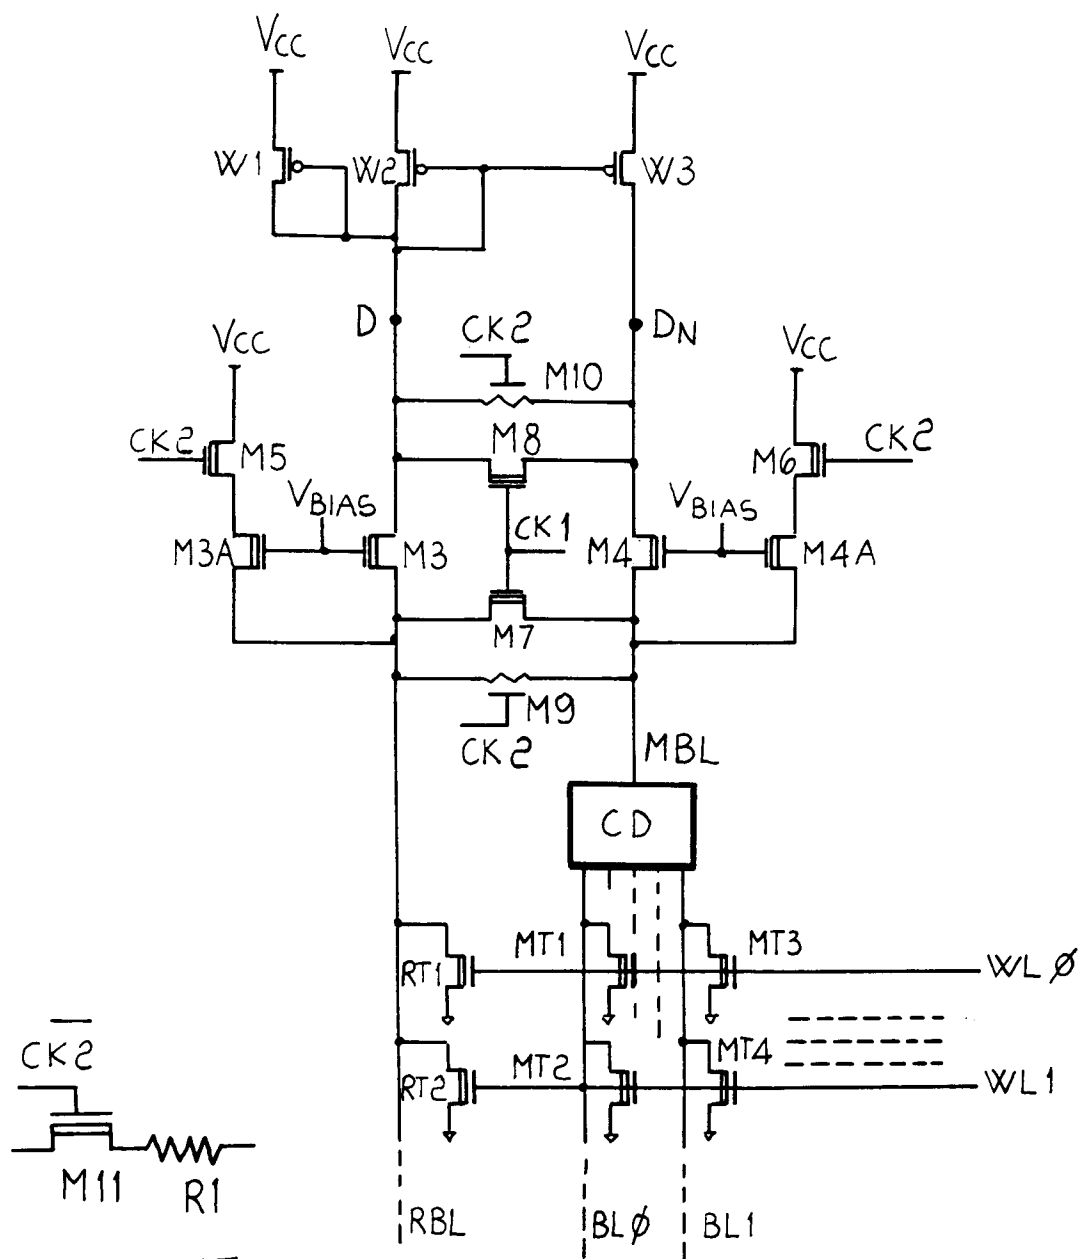 VCC VCC VCC
W1 W2 W3
D DN
CK2
VCC VCC
M10
CK2 M5 M8 M6 CK2
VBIAS VBIAS
CK1
M3A M3 M4 M4A
M7
M9
CK2
MBL
CD
MT1 MT3
RT1 WLØ
CK2 MT4
RT2 MT2 WL1
M11 R1
RBL BLØ BL1